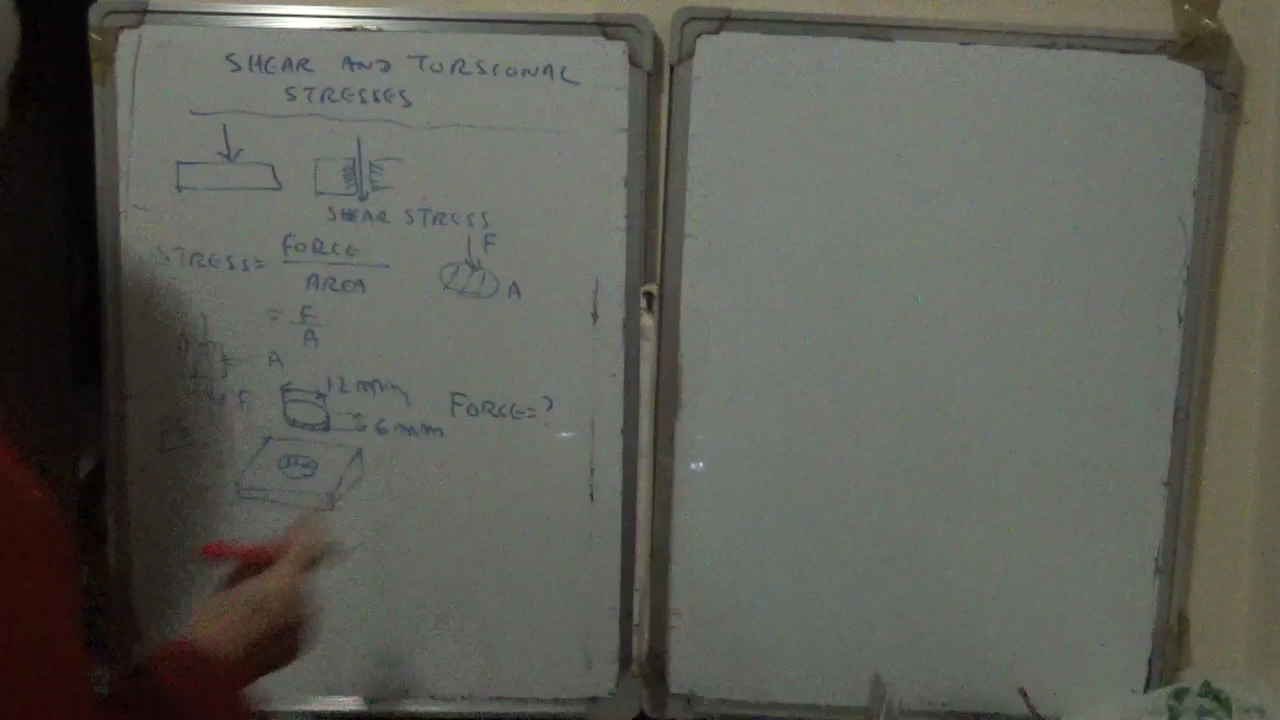 SHEAR AND TORSIONAL
STRESSES
SHEAR STRESS
STRESS = FORCE
AREA
F
A
= F
A
A
F
12mm
6mm
FORCE=?